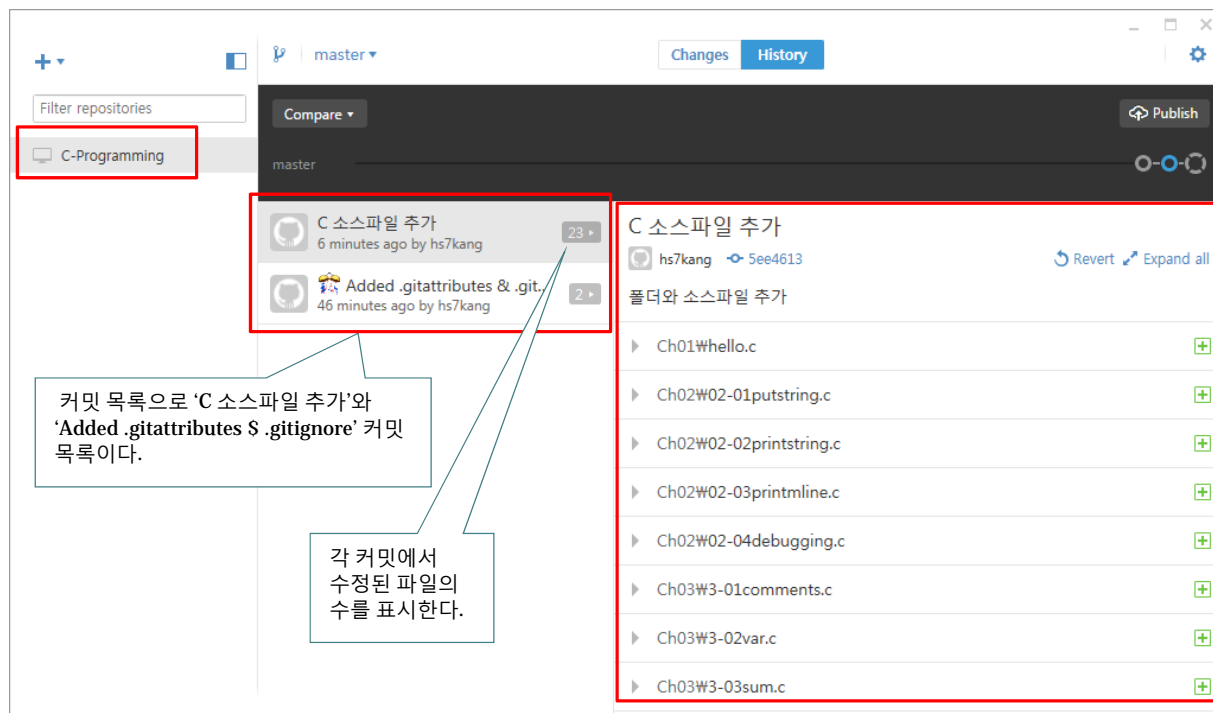 master
Changes
History
Filter repositories
Compare
Publish
C-Programming
master
C 소스파일 추가
6 minutes ago by hs7kang
23
Added .gitattributes & .git..
46 minutes ago by hs7kang
2
C 소스파일 추가
hs7kang
5ee4613
Revert
Expand all
폴더와 소스파일 추가
Ch01₩hello.c
Ch02₩02-01putstring.c
Ch02₩02-02printstring.c
Ch02₩02-03printmline.c
Ch02₩02-04debugging.c
Ch03₩3-01comments.c
Ch03₩3-02var.c
Ch03₩3-03sum.c
커밋 목록으로 ‘C 소스파일 추가’와
‘Added .gitattributes $ .gitignore’ 커밋
목록이다.
각 커밋에서
수정된 파일의
수를 표시한다.